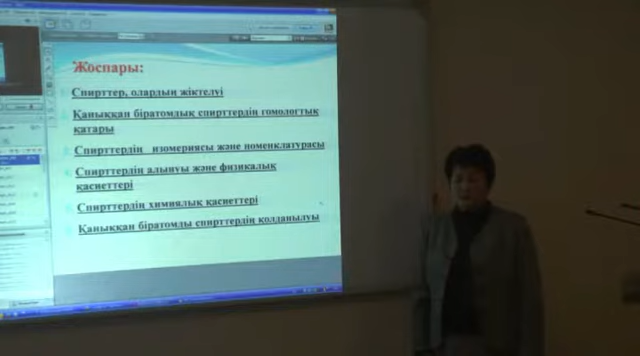 Жоспары:
Спирттер, олардың жіктелуі
Қаныққан біратомдық спирттердің гомологтық
қатары
Спирттердің изомериясы және номенклатурасы
Спирттердің алынуы және физикалық
қасиеттері
Спирттердің химиялық қасиеттері
Қаныққан біратомды спирттердің қолданылуы